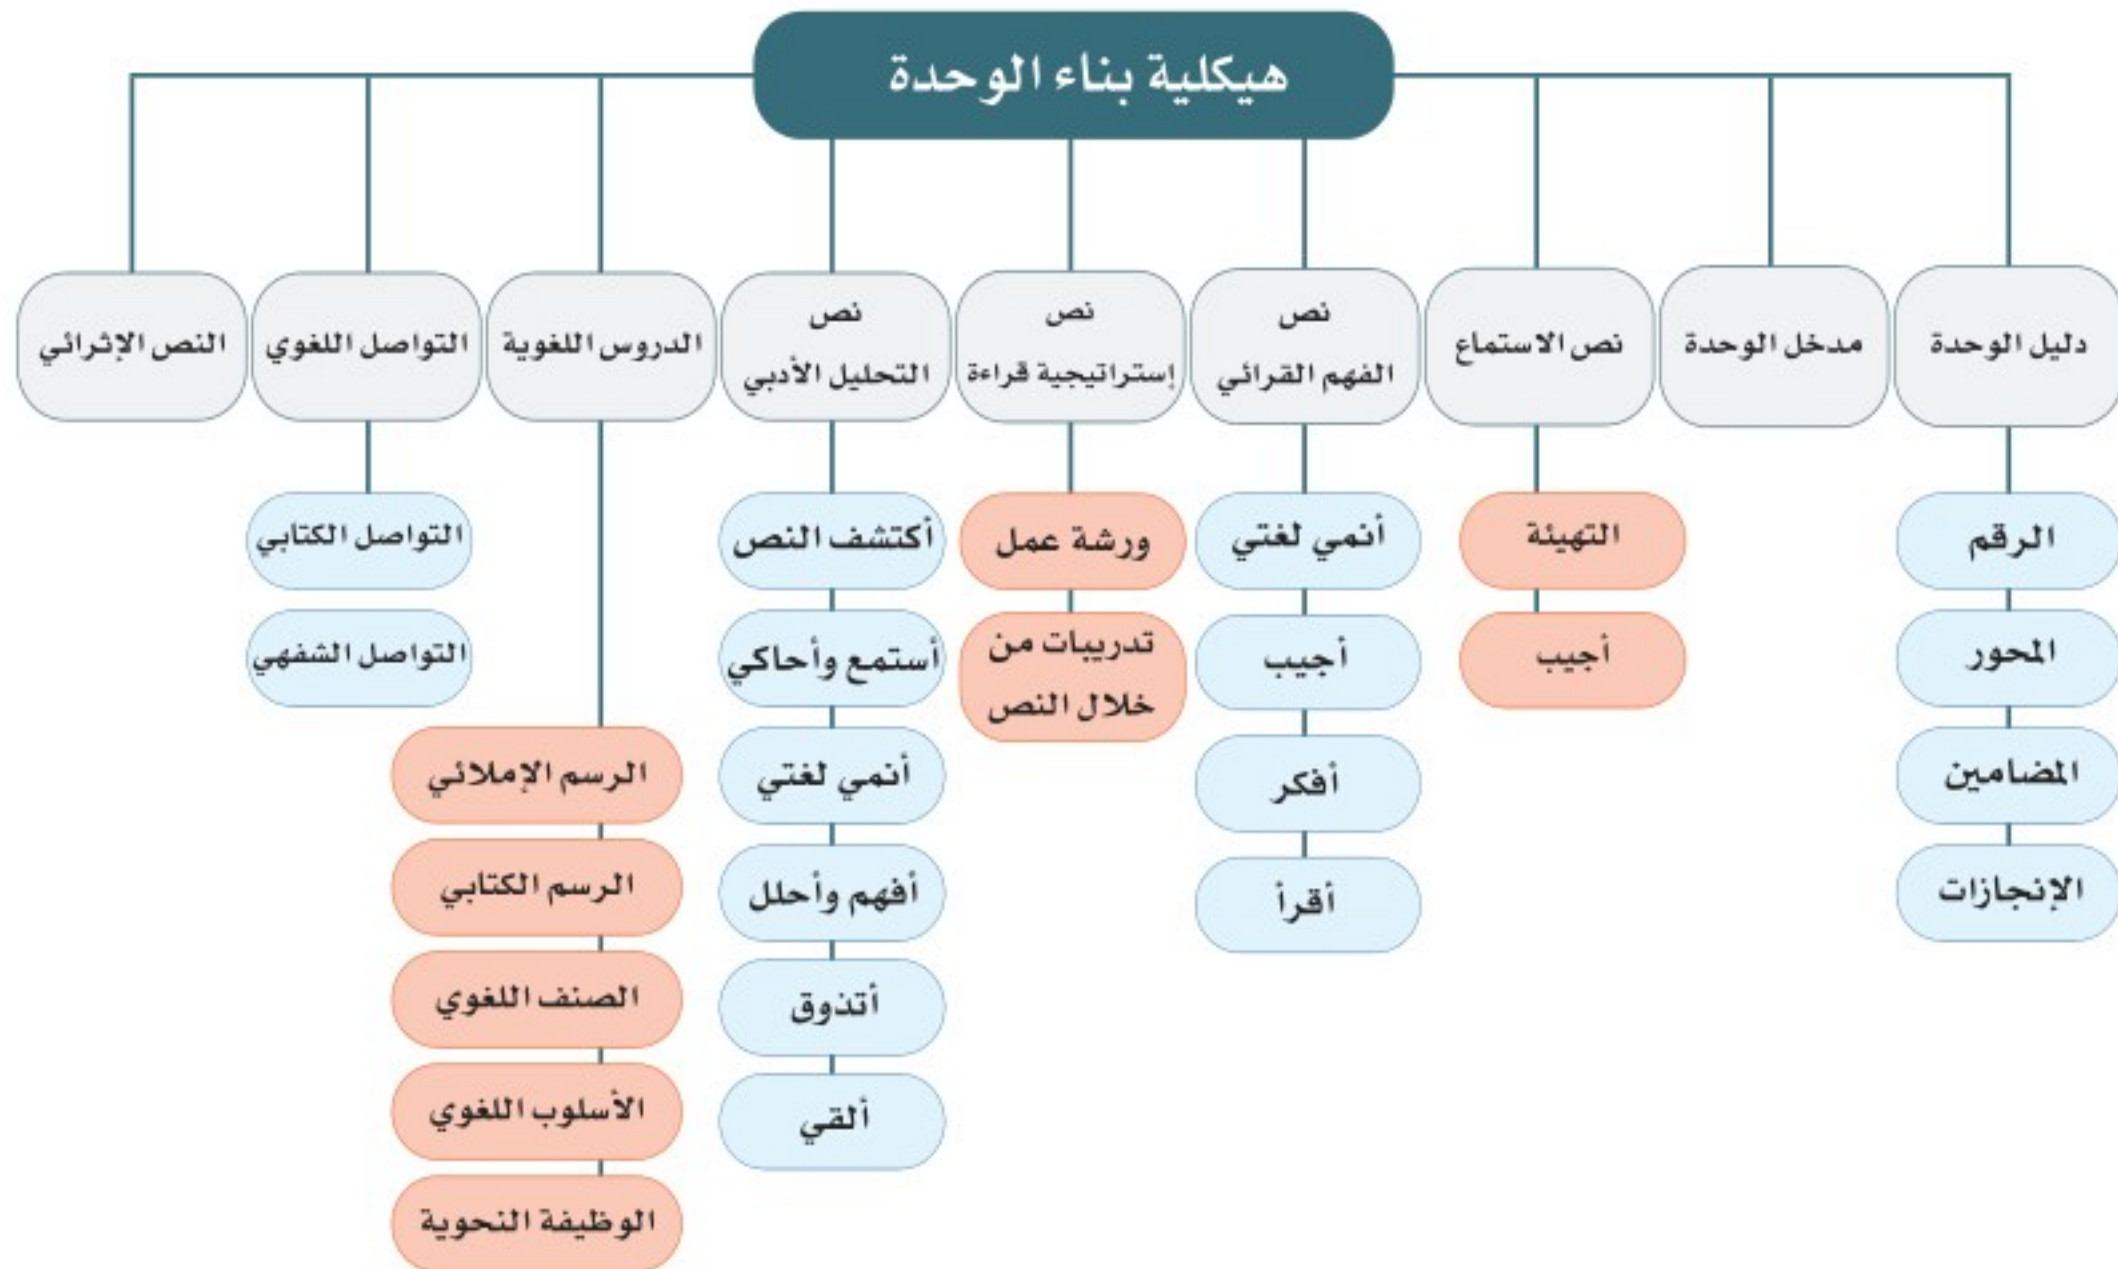 هيكلية بناء الوحدة
دليل الوحدة
مدخل الوحدة
نص الاستماع
نص
الفهم القرائي
نص
إستراتيجية قراءة
نص
التحليل الأدبي
الدروس اللغوية
التواصل اللغوي
النص الإثرائي
الرقم
المحور
المضامين
الإنجازات
التهيئة
أجيب
أنمي لغتي
أجيب
أفكر
أقرأ
ورشة عمل
تدريبات من
خلال النص
أكتشف النص
أستمع وأحاكي
أنمي لغتي
أفهم وأحلل
أتذوق
ألقي
الرسم الإملائي
الرسم الكتابي
الصنف اللغوي
الأسلوب اللغوي
الوظيفة النحوية
التواصل الكتابي
التواصل الشفهي